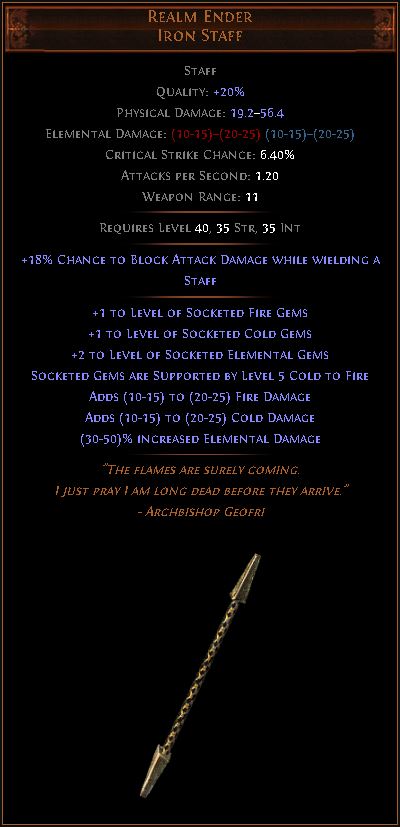 Realm Ender
Iron Staff
Staff
Quality: +20%
Physical Damage: 19.2–56.4
Elemental Damage: (10-15)–(20-25) (10-15)–(20-25)
Critical Strike Chance: 6.40%
Attacks per Second: 1.20
Weapon Range: 11
Requires Level 40, 35 Str, 35 Int
+18% Chance to Block Attack Damage while wielding a
Staff
+1 to Level of Socketed Fire Gems
+1 to Level of Socketed Cold Gems
+2 to Level of Socketed Elemental Gems
Socketed Gems are Supported by Level 5 Cold to Fire
Adds (10-15) to (20-25) Fire Damage
Adds (10-15) to (20-25) Cold Damage
(30-50)% increased Elemental Damage
"The flames are surely coming.
I just pray I am long dead before they arrive."
- Archbishop Geofri